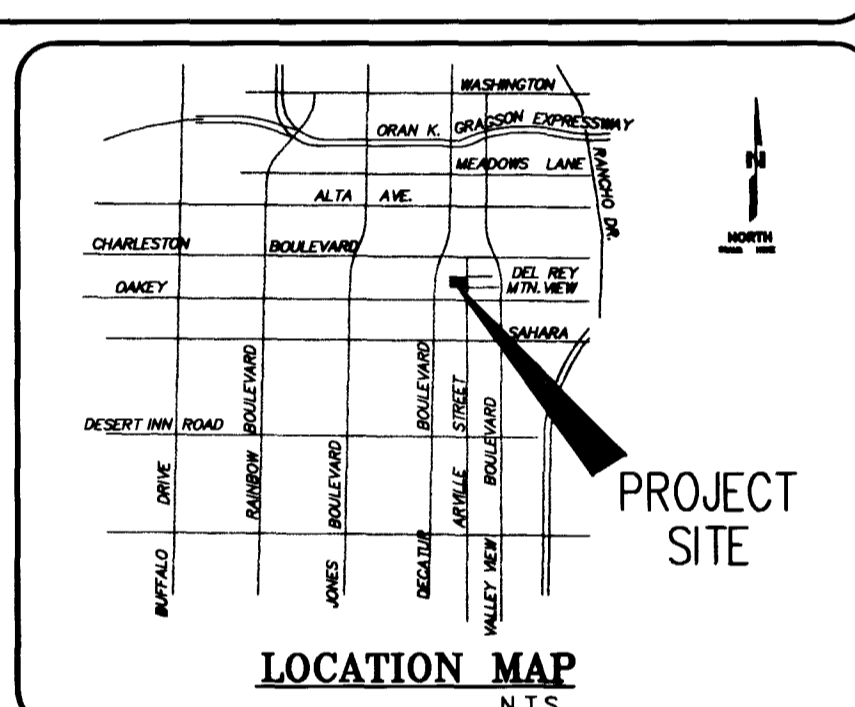 WASHINGTON
ORAN K. GRAGSON EXPRESSWAY
MEADOWS LANE
RANCHO DR.
ALTA AVE.
N
NORTH
CHARLESTON BOULEVARD
DEL REY
OAKEY
MTN. VIEW
SAHARA
DESERT INN ROAD
BUFFALO DRIVE
RAINBOW BOULEVARD
JONES BOULEVARD
DECATUR BOULEVARD
ARVILLE STREET
VALLEY VIEW BOULEVARD
PROJECT
SITE
LOCATION MAP
N.T.S.